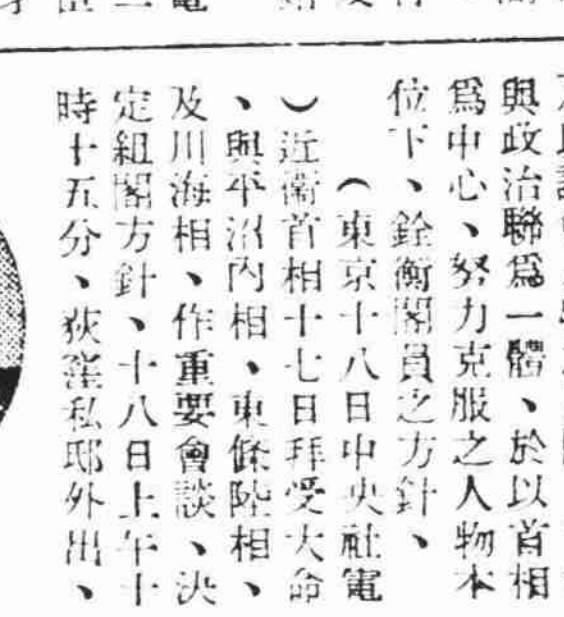 與政治聯爲一體、於以首相
爲中心、努力克服之人物本
位下、銓衡閣員之方針、
（東京十八日中央社電
）近衞首相十七日拜受大命
、與平沼內相、東條陸相、
及川海相、作重要會談、決
定組閣方針、十八日上午十
時十五分、荻窪私邸外出、